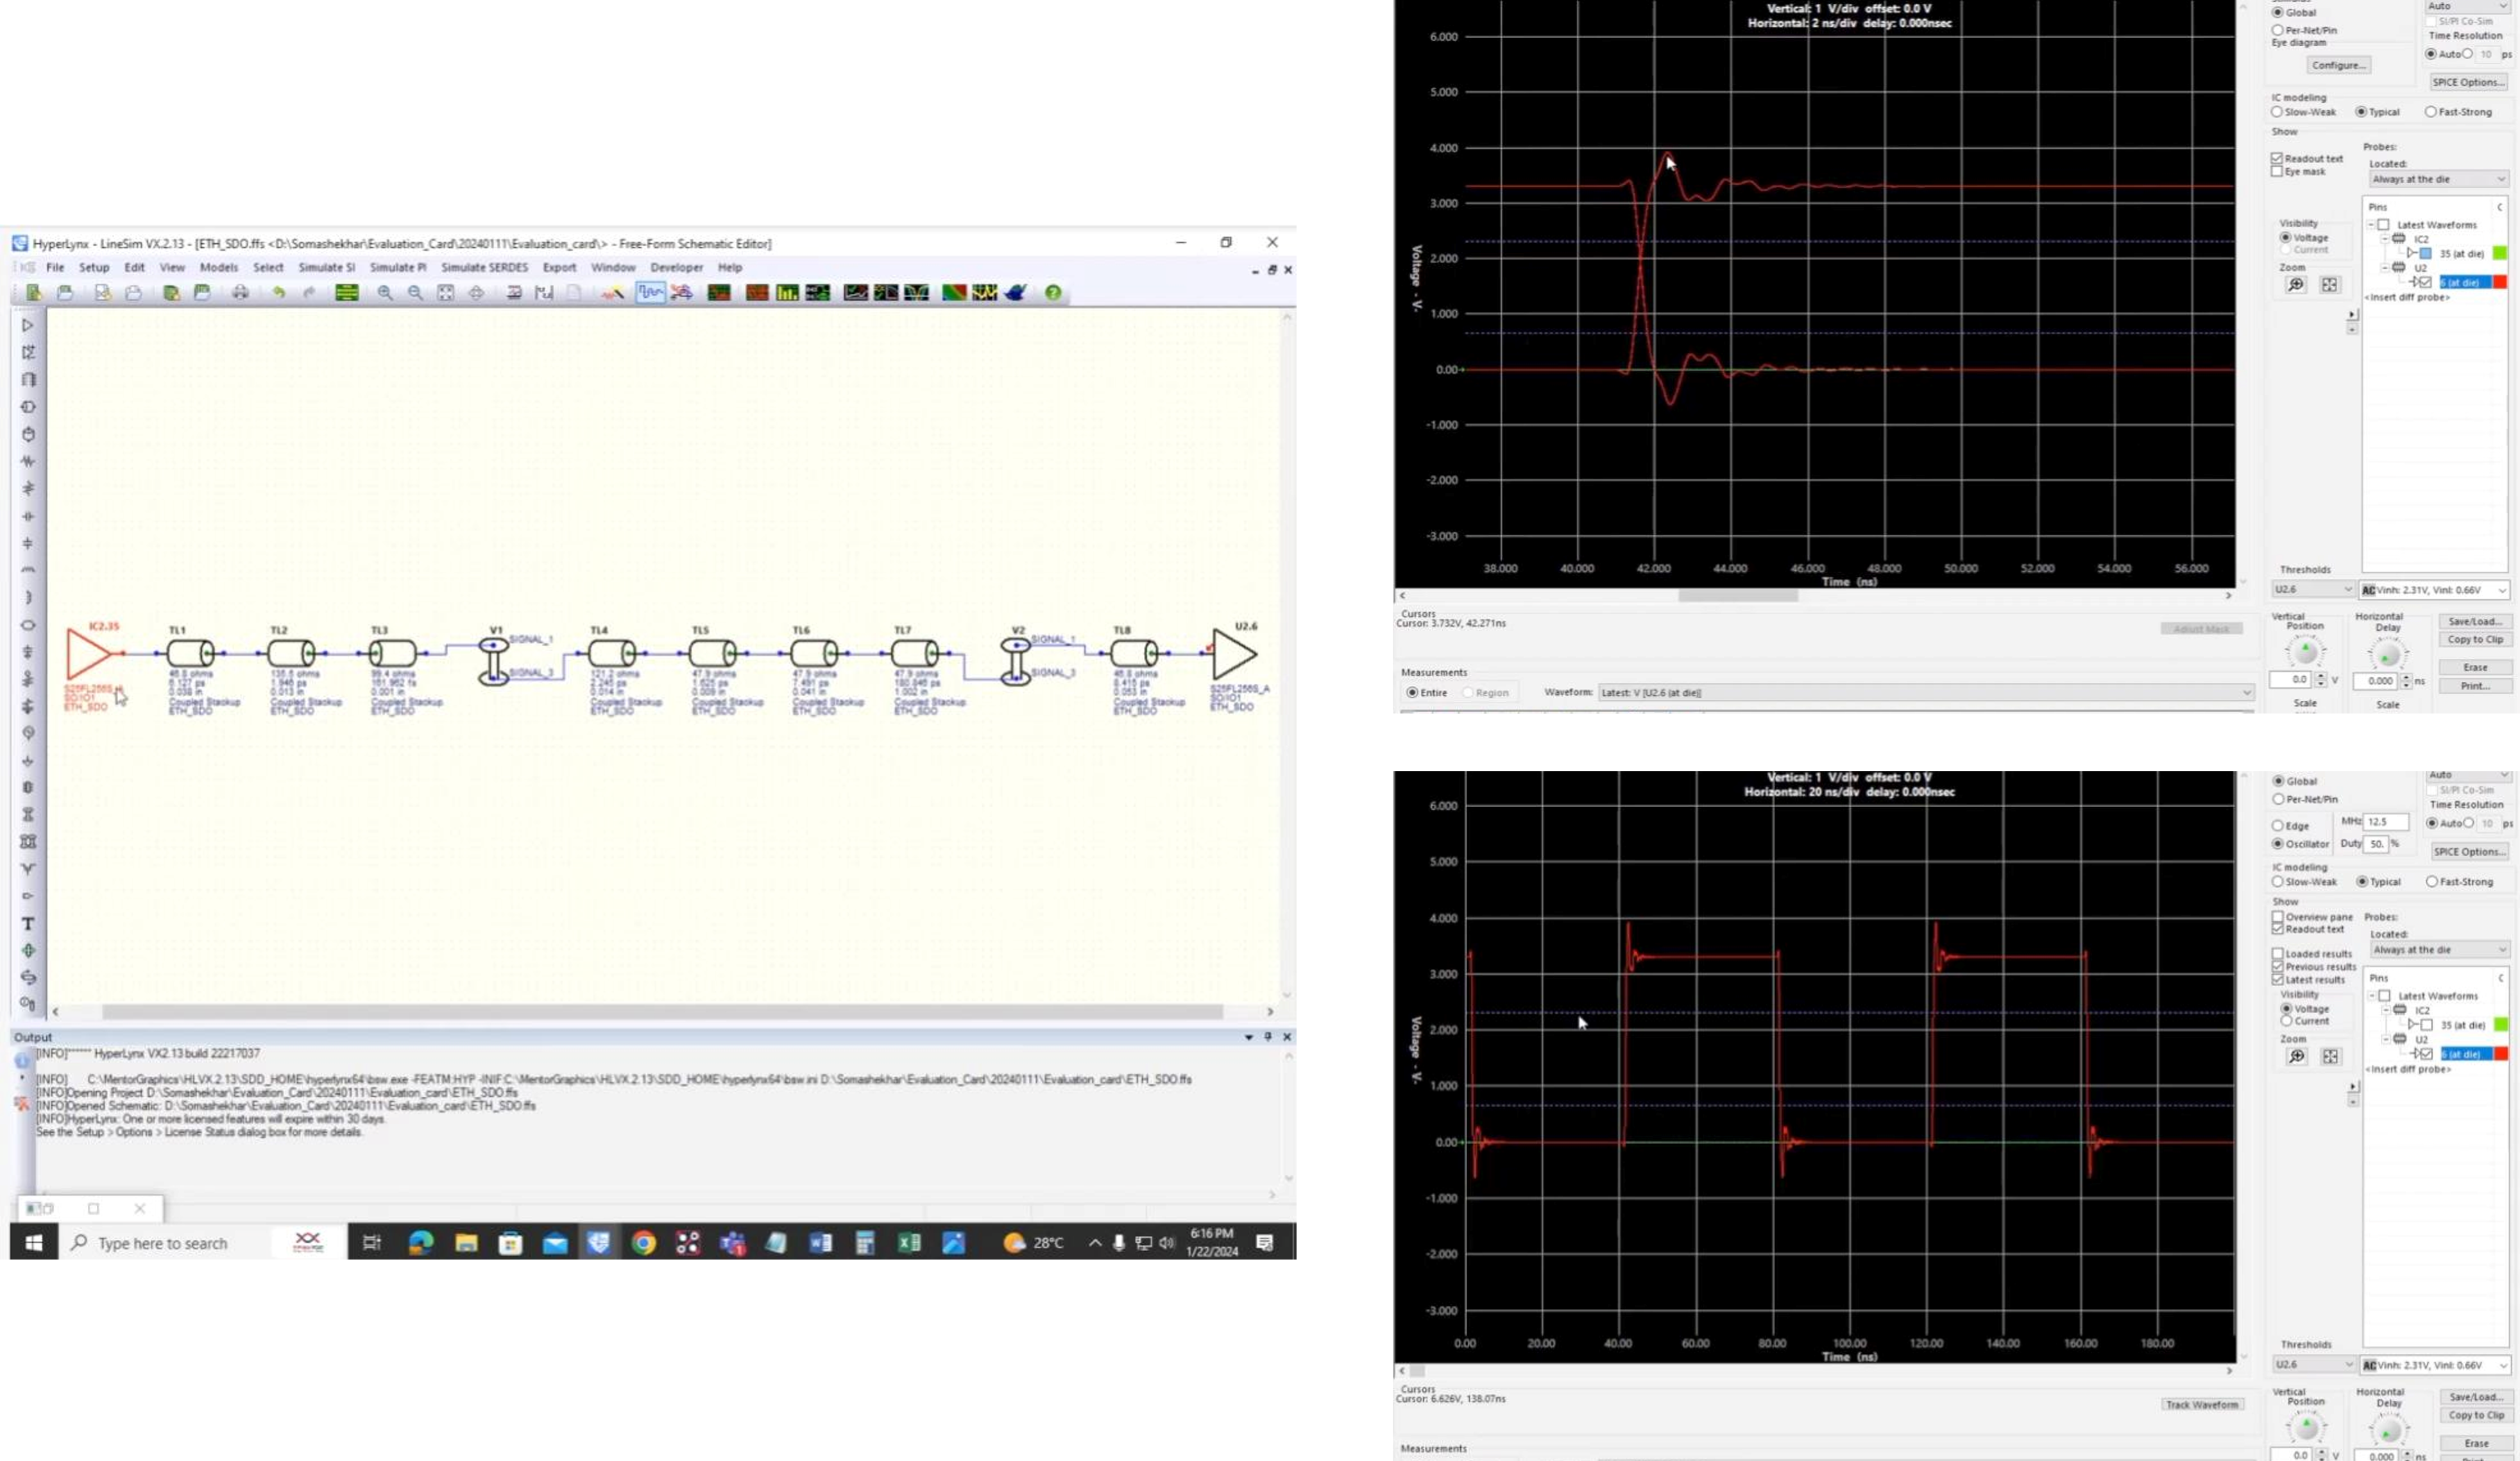 HyperLynx - LineSim VX.2.13 - [ETH_SDO.ffs <D:\Somashekhar\Evaluation_Card\20240111\Evaluation_card\> - Free-Form Schematic Editor]
File Setup Edit View Models Select Simulate SI Simulate PI Simulate SERDES Export Window Developer Help
IC2.35
TL1
TL2
TL3
V1
SIGNAL_1
SIGNAL_3
TL4
TL5
TL6
TL7
V2
SIGNAL_1
SIGNAL_3
TL8
U2.6
ETH_SDO
Coupled Stackup
ETH_SDO
Coupled Stackup
ETH_SDO
Coupled Stackup
ETH_SDO
Coupled Stackup
ETH_SDO
Coupled Stackup
ETH_SDO
Coupled Stackup
ETH_SDO
Coupled Stackup
ETH_SDO
Coupled Stackup
ETH_SDO
ETH_SDO
Output
[INFO]****** HyperLynx VX2.13 build 22217037
[INFO] C:\MentorGraphics\HLVX.2.13\SDD_HOME\hyperlynx64\bsw.exe -FEATM:HYP -INIF:C:\MentorGraphics\HLVX.2.13\SDD_HOME\hyperlynx64\bsw.ini D:\Somashekhar\Evaluation_Card\20240111\Evaluation_card\ETH_SDO.ffs
[INFO]Opening Project D:\Somashekhar\Evaluation_Card\20240111\Evaluation_card\ETH_SDO.ffs
[INFO]Opened Schematic: D:\Somashekhar\Evaluation_Card\20240111\Evaluation_card\ETH_SDO.ffs
[INFO]HyperLynx: One or more licensed features will expire within 30 days.
See the Setup > Options > License Status dialog box for more details.
Type here to search
28°C
6:16 PM
1/22/2024
Vertical: 1 V/div offset: 0.0 V
Horizontal: 2 ns/div delay: 0.000nsec
6.000
5.000
4.000
3.000
2.000
1.000
0.00
-1.000
-2.000
-3.000
Voltage - V-
38.000 40.000 42.000 44.000 46.000 48.000 50.000 52.000 54.000 56.000
Time (ns)
Cursors
Cursor: 3.732V, 42.271ns
Adjust Mask
Measurements
Entire Region Waveform: Latest: V [U2.6 (at die)]
Global
Per-Net/Pin
Eye diagram
Configure...
Auto
SI/PI Co-Sim
Time Resolution
Auto 10 ps
SPICE Options...
IC modeling
Slow-Weak Typical Fast-Strong
Show
Readout text
Eye mask
Probes:
Located:
Always at the die
Visibility
Voltage
Current
Zoom
Pins
Latest Waveforms
IC2
35 (at die)
U2
6 (at die)
<Insert diff probe>
Thresholds
U2.6 AC Vinh: 2.31V, Vinl: 0.66V
Vertical
Position
0.0 V
Scale
Horizontal
Delay
0.000 ns
Scale
Save/Load...
Copy to Clip
Erase
Print...
Vertical: 1 V/div offset: 0.0 V
Horizontal: 20 ns/div delay: 0.000nsec
6.000
5.000
4.000
3.000
2.000
1.000
0.00
-1.000
-2.000
-3.000
Voltage - V-
0.00 20.00 40.00 60.00 80.00 100.00 120.00 140.00 160.00 180.00
Time (ns)
Cursors
Cursor: 6.626V, 138.07ns
Track Waveform
Measurements
Global
Per-Net/Pin
Edge
Oscillator
MHz 12.5
Duty 50. %
Auto
SI/PI Co-Sim
Time Resolution
Auto 10 ps
SPICE Options...
IC modeling
Slow-Weak Typical Fast-Strong
Show
Overview pane
Readout text
Loaded results
Previous results
Latest results
Probes:
Located:
Always at the die
Visibility
Voltage
Current
Zoom
Pins
Latest Waveforms
IC2
35 (at die)
U2
6 (at die)
<Insert diff probe>
Thresholds
U2.6 AC Vinh: 2.31V, Vinl: 0.66V
Vertical
Position
0.0 V
Horizontal
Delay
0.000 ns
Save/Load...
Copy to Clip
Erase